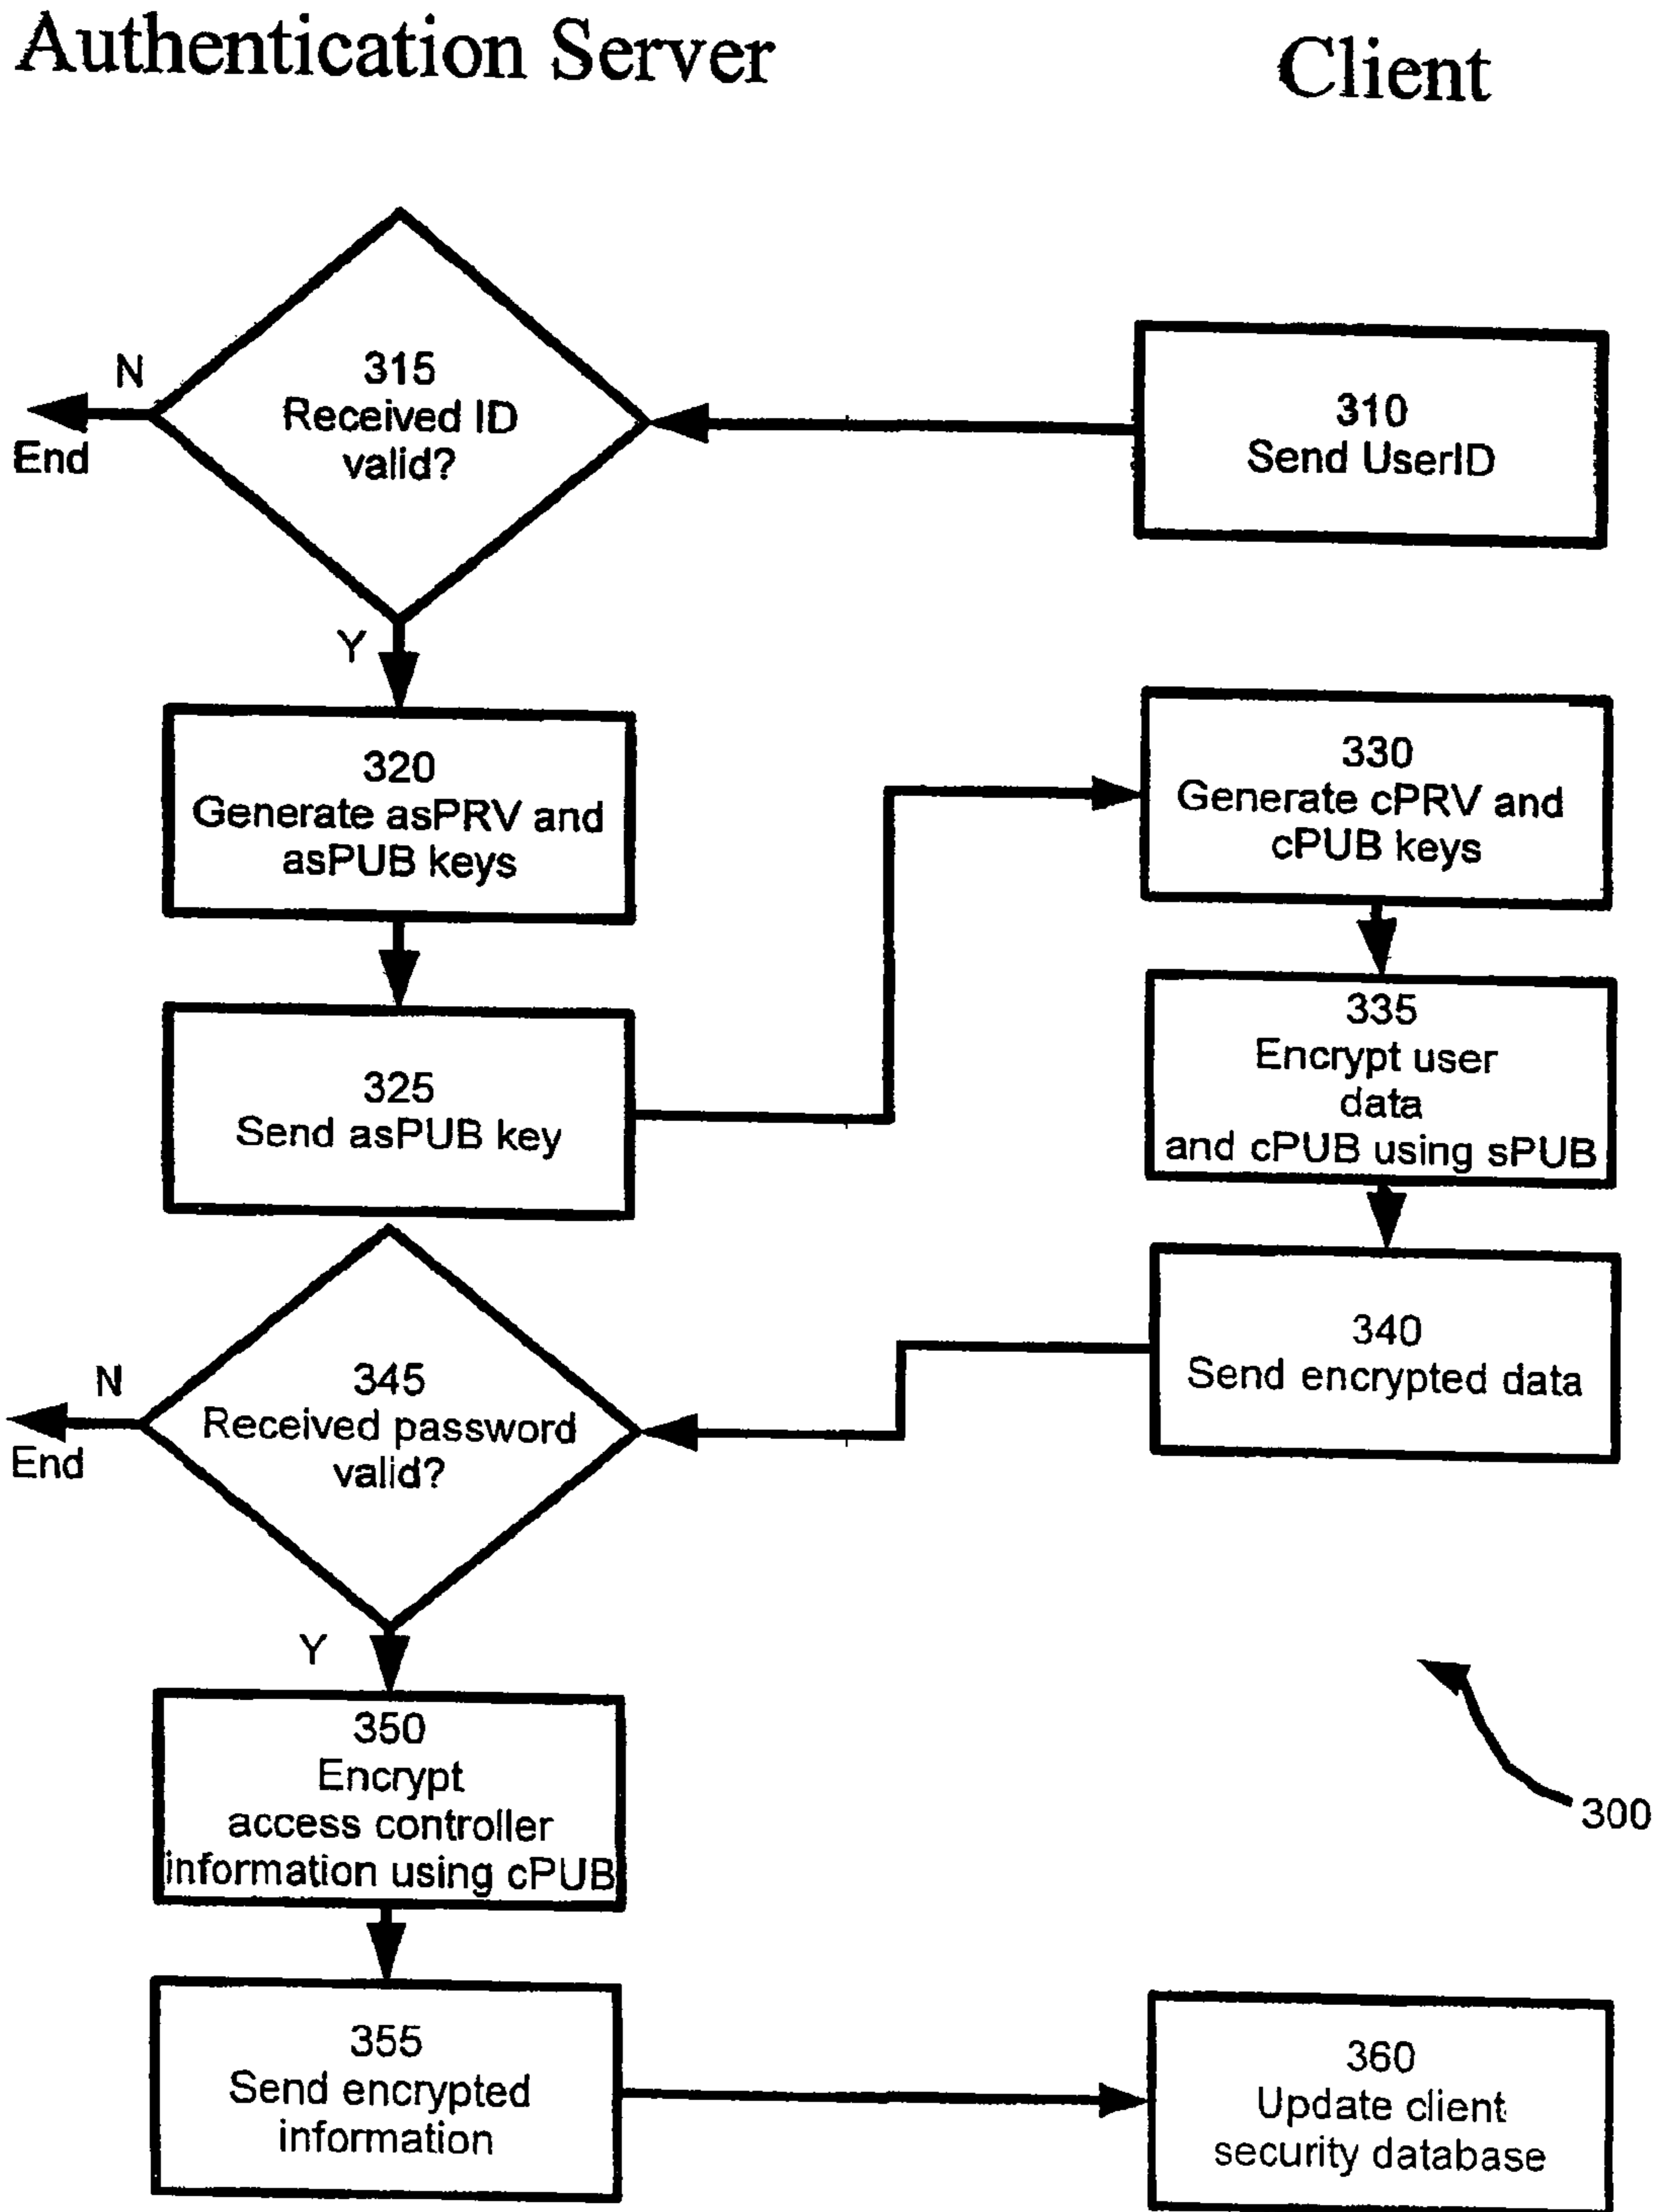 Authentication Server
Client
N
End
315
Received ID
valid?
310
Send UserID
Y
320
Generate asPRV and
asPUB keys
330
Generate cPRV and
cPUB keys
325
Send asPUB key
335
Encrypt user
data
and cPUB using sPUB
340
Send encrypted data
N
End
345
Received password
valid?
Y
350
Encrypt
access controller
information using cPUB
300
355
Send encrypted
information
360
Update client
security database